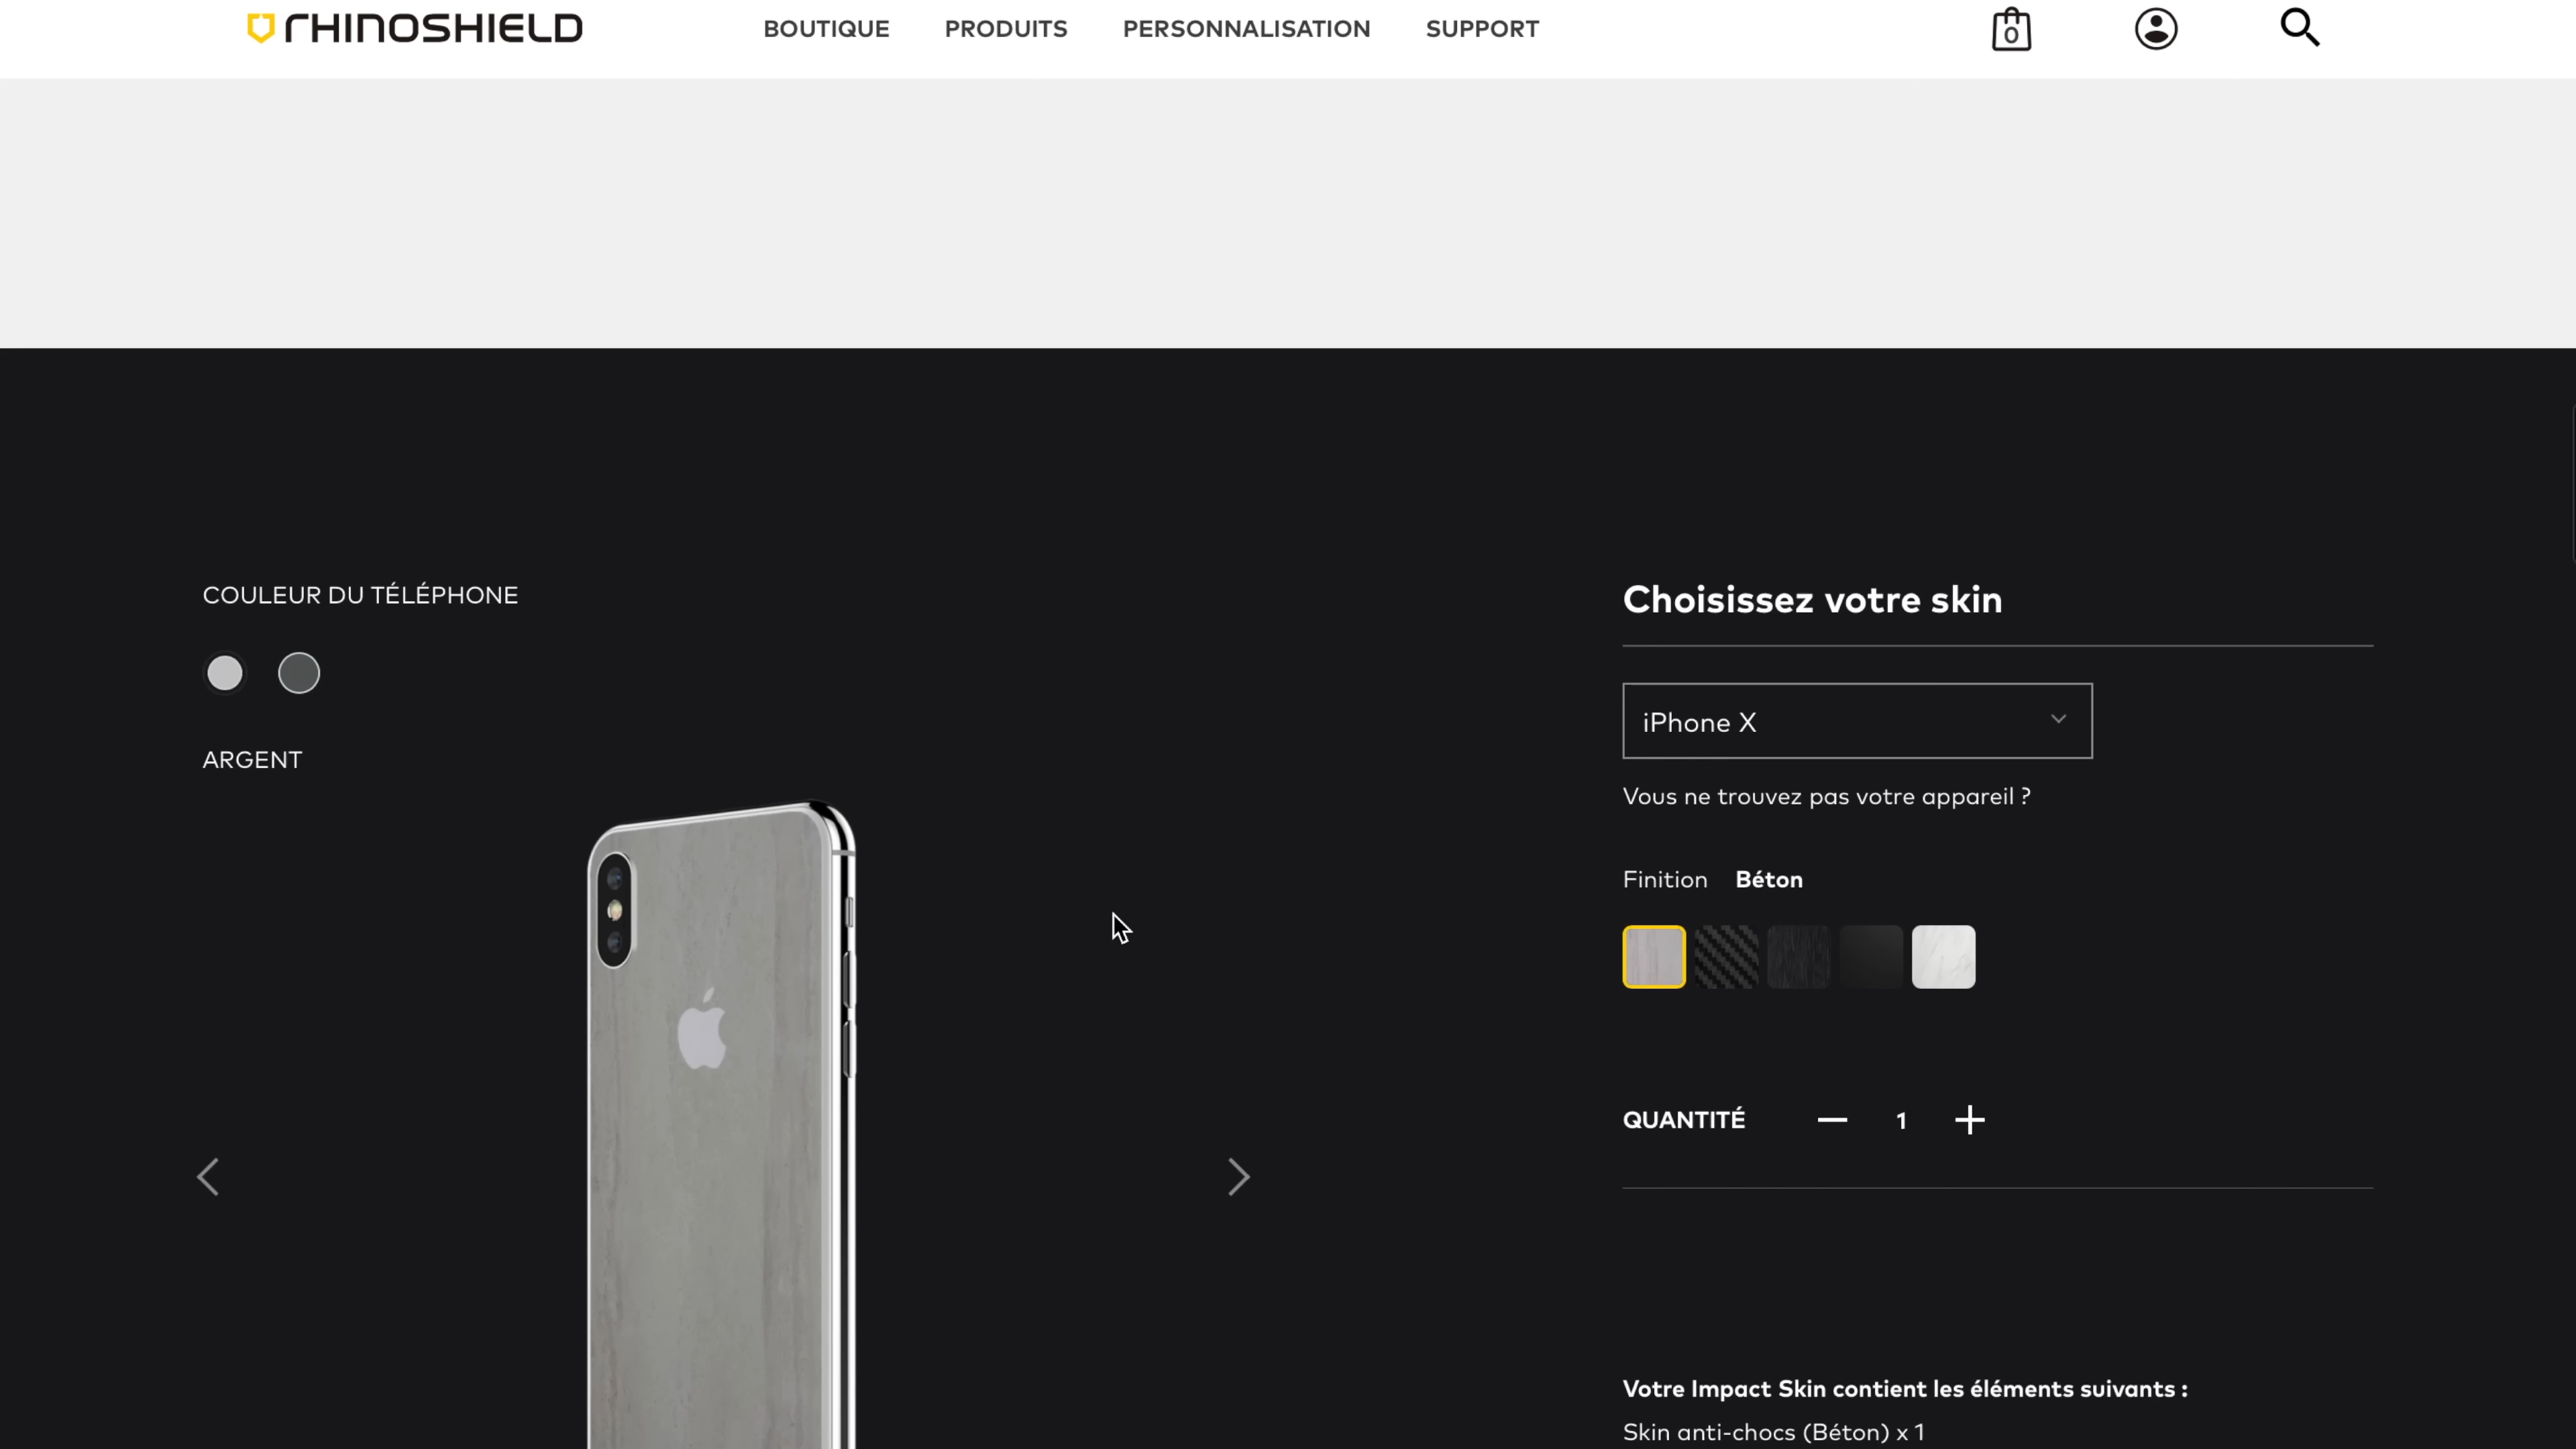 RHINOSHIELD
BOUTIQUE PRODUITS PERSONNALISATION SUPPORT
0
COULEUR DU TÉLÉPHONE
ARGENT
Choisissez votre skin
iPhone X
Vous ne trouvez pas votre appareil ?
Finition Béton
QUANTITÉ 1
Votre Impact Skin contient les éléments suivants :
Skin anti-chocs (Béton) x 1